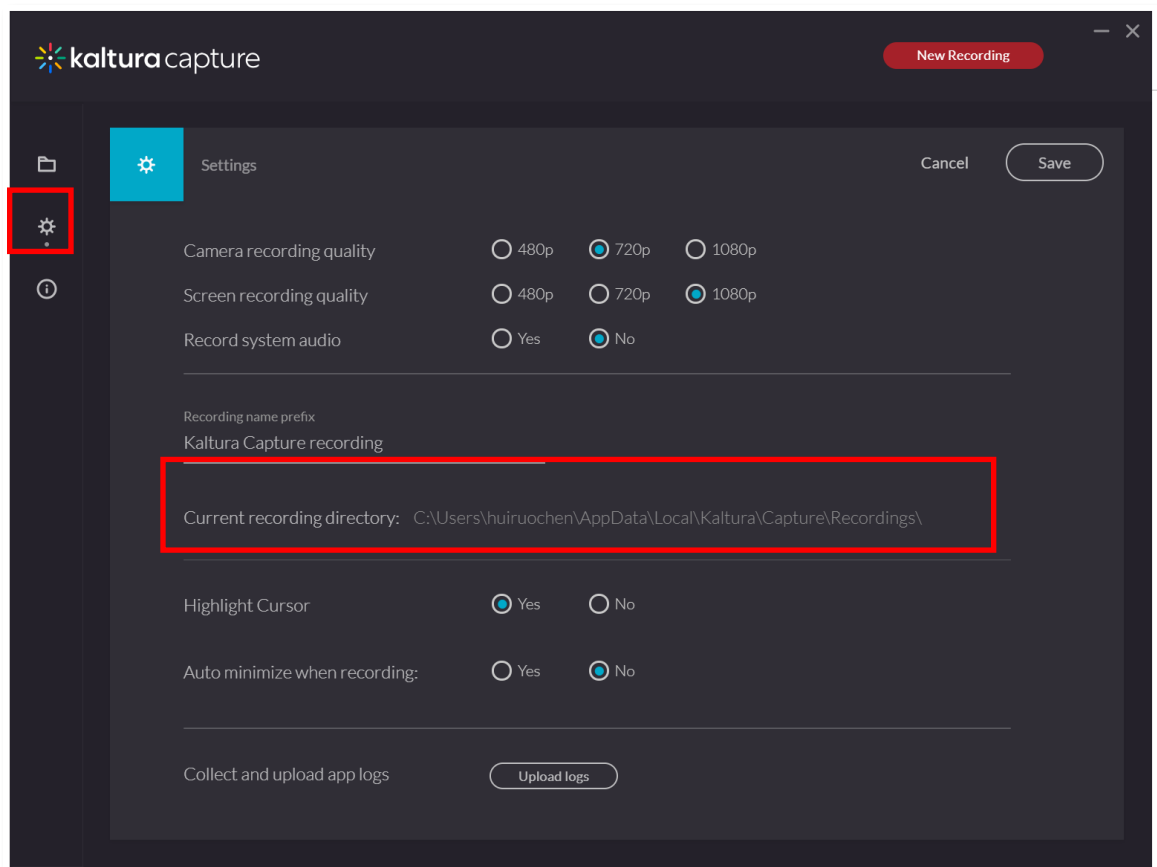 kaltura capture
New Recording
Settings
Cancel
Save
Camera recording quality 480p 720p 1080p
Screen recording quality 480p 720p 1080p
Record system audio Yes No
Recording name prefix
Kaltura Capture recording
Current recording directory: C:\Users\huiruochen\AppData\Local\Kaltura\Capture\Recordings\
Highlight Cursor Yes No
Auto minimize when recording: Yes No
Collect and upload app logs Upload logs